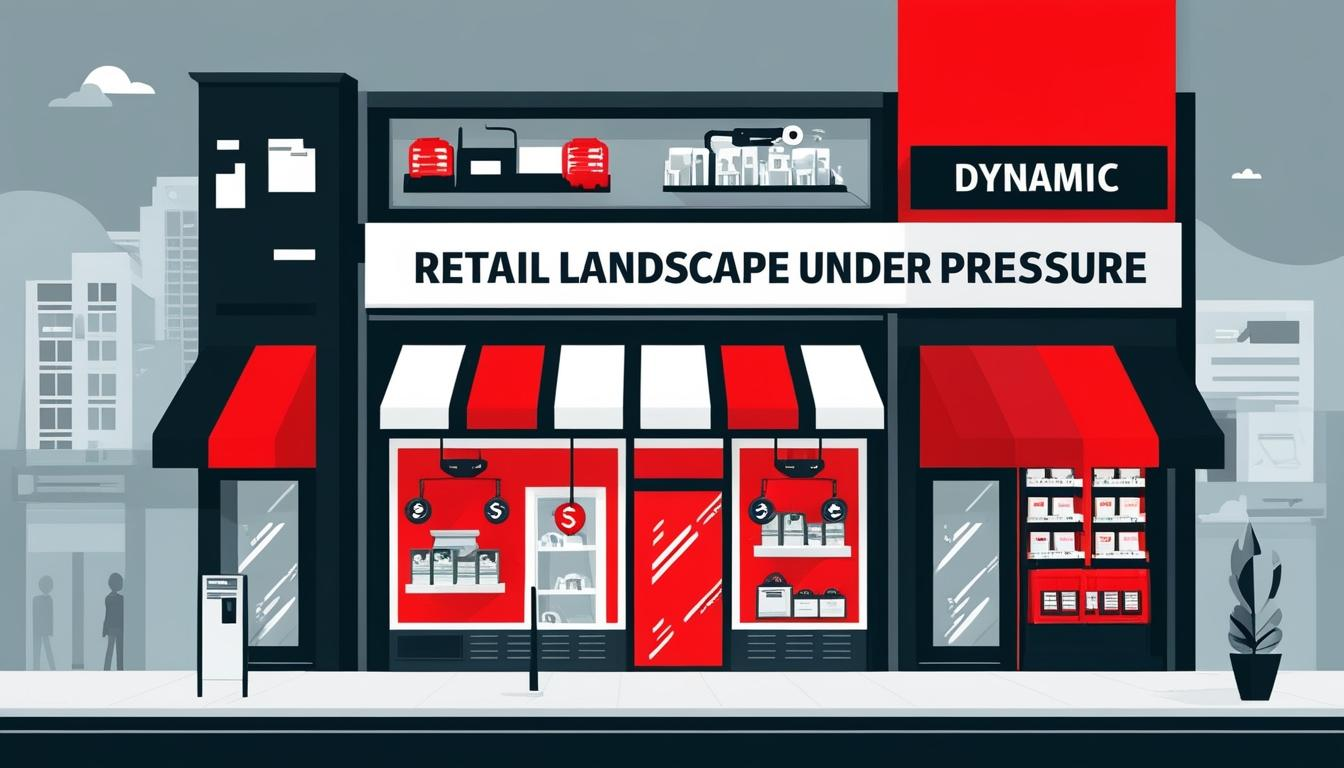 DYNAMIC
RETAIL LANDSCAPE UNDER PRESSURE
$
$